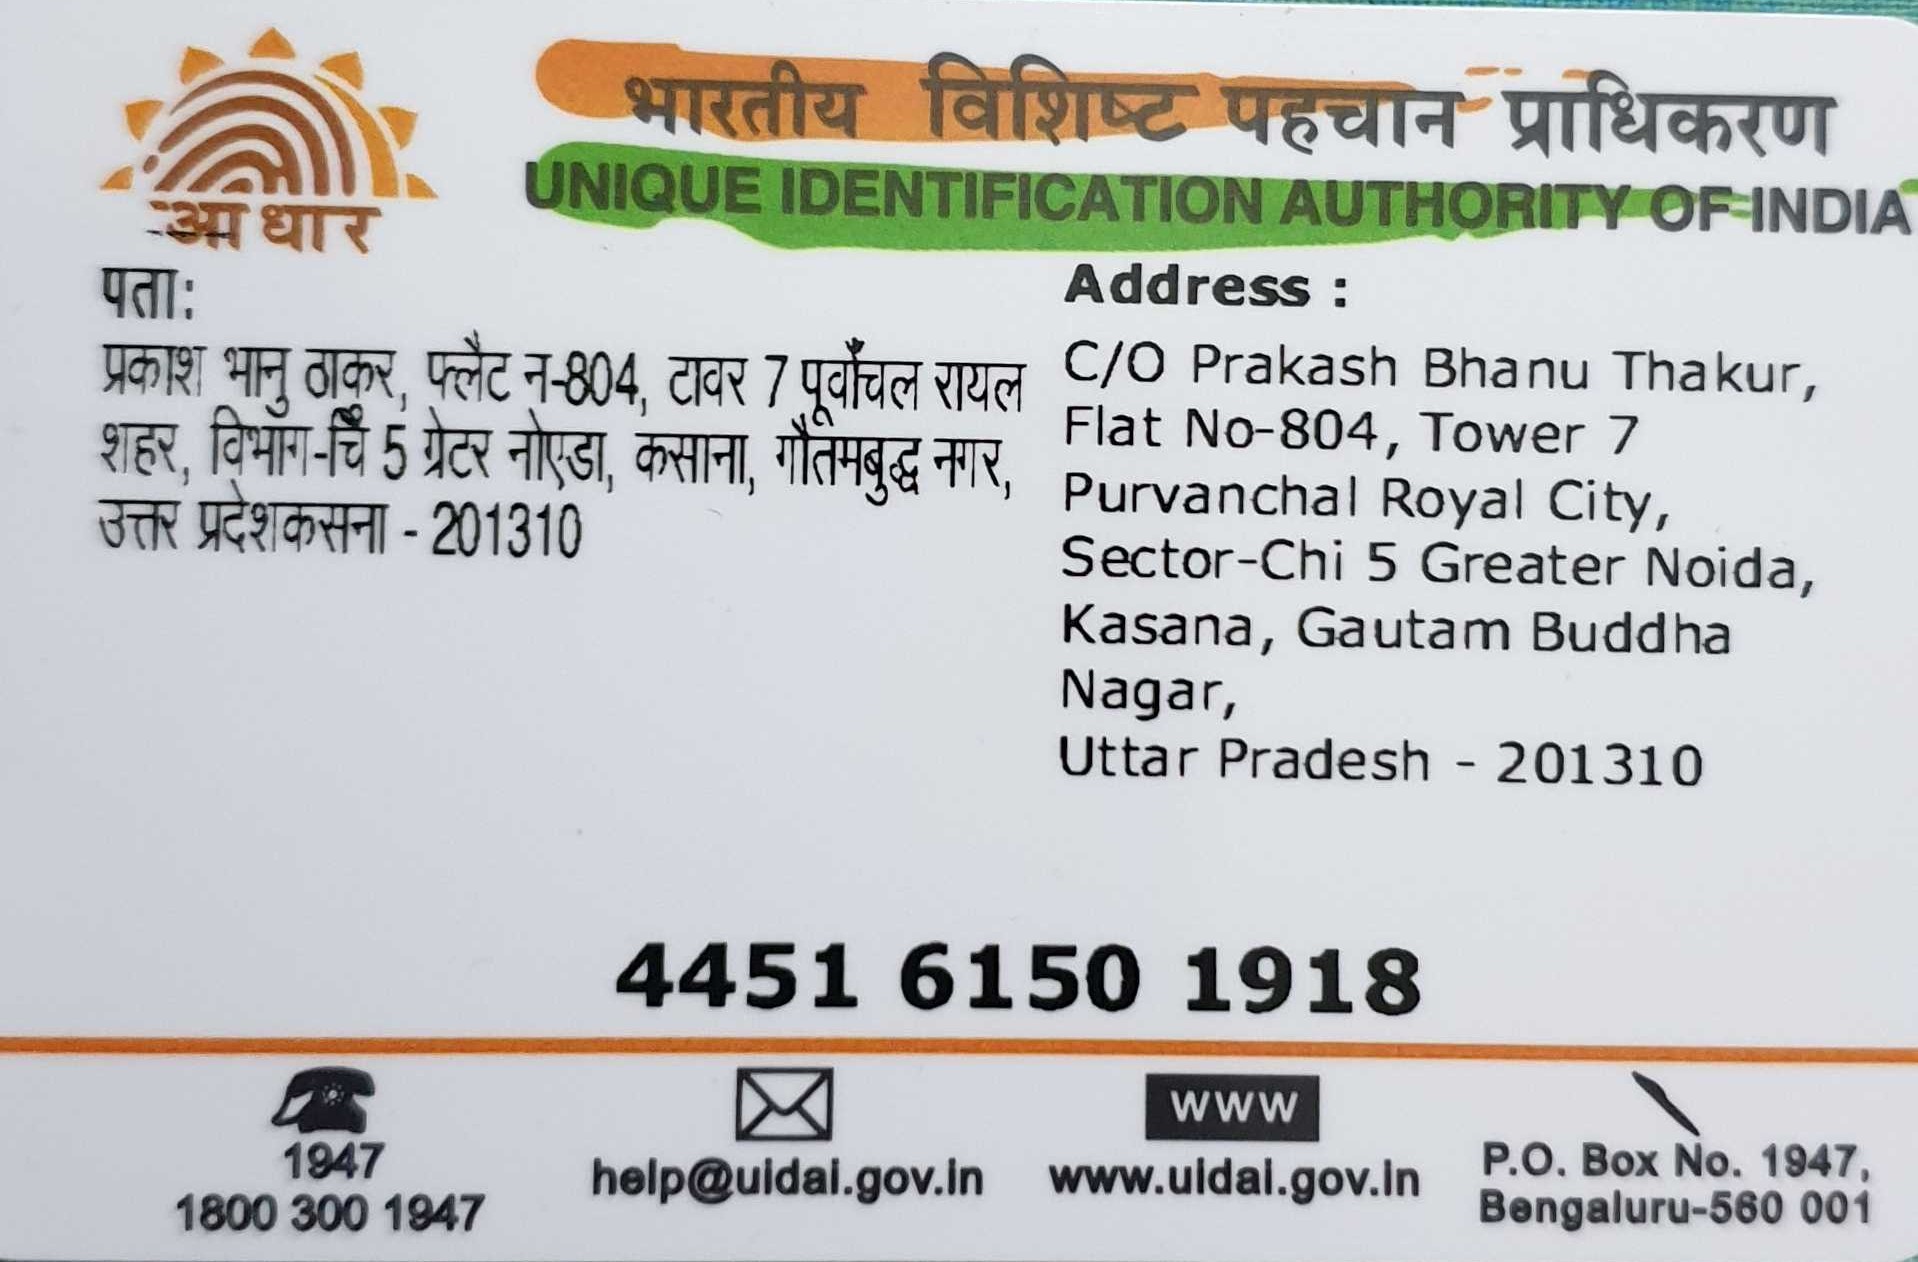 भारतीय विशिष्ट पहचान प्राधिकरण
UNIQUE IDENTIFICATION AUTHORITY OF INDIA
आधार
पता:
प्रकाश भानु ठाकर, फ्लैट न-804, टावर 7 पूर्वांचल रायल
शहर, विभाग-चि 5 ग्रेटर नोएडा, कसाना, गौतमबुद्ध नगर,
उत्तर प्रदेशकसना - 201310
Address :
C/O Prakash Bhanu Thakur,
Flat No-804, Tower 7
Purvanchal Royal City,
Sector-Chi 5 Greater Noida,
Kasana, Gautam Buddha
Nagar,
Uttar Pradesh - 201310
4451 6150 1918
1947
1800 300 1947
help@uidai.gov.in
www
www.uidai.gov.in
P.O. Box No. 1947,
Bengaluru-560 001